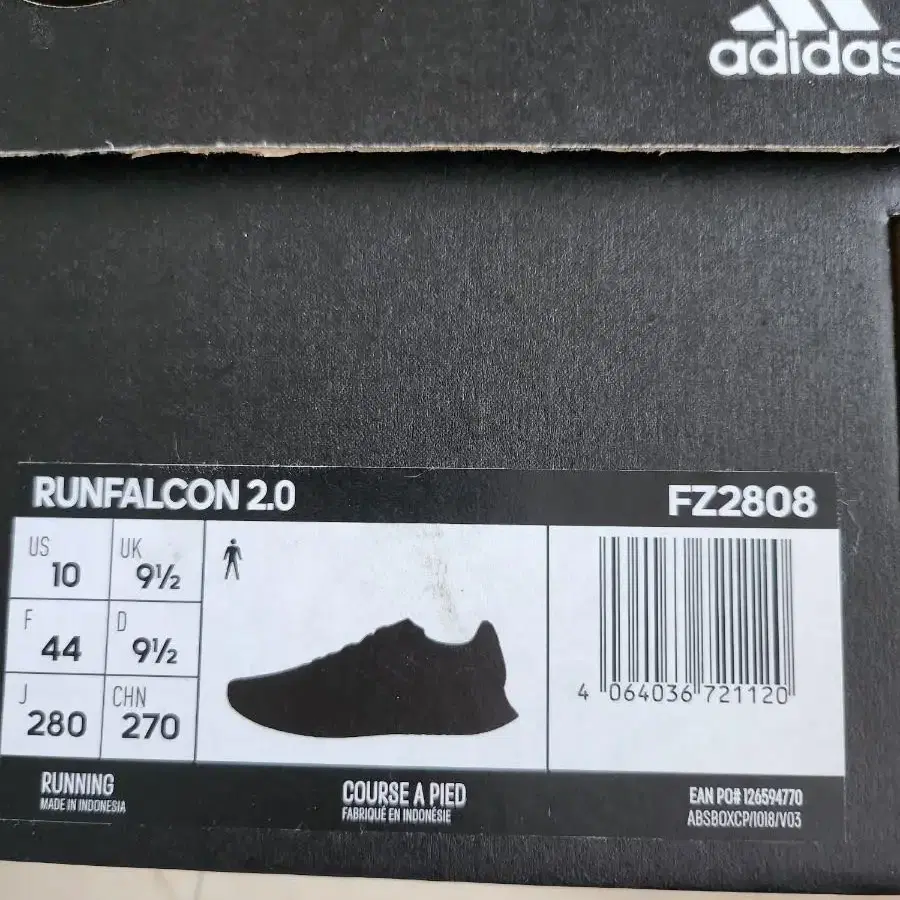 adidas
RUNFALCON 2.0
FZ2808
US
10
UK
9½
F
44
D
9½
J
280
CHN
270
4 064036 721120
RUNNING
MADE IN INDONESIA
COURSE A PIED
FABRIQUÉ EN INDONÉSIE
EAN PO# 126594770
ABSBOXCP/1018/V03